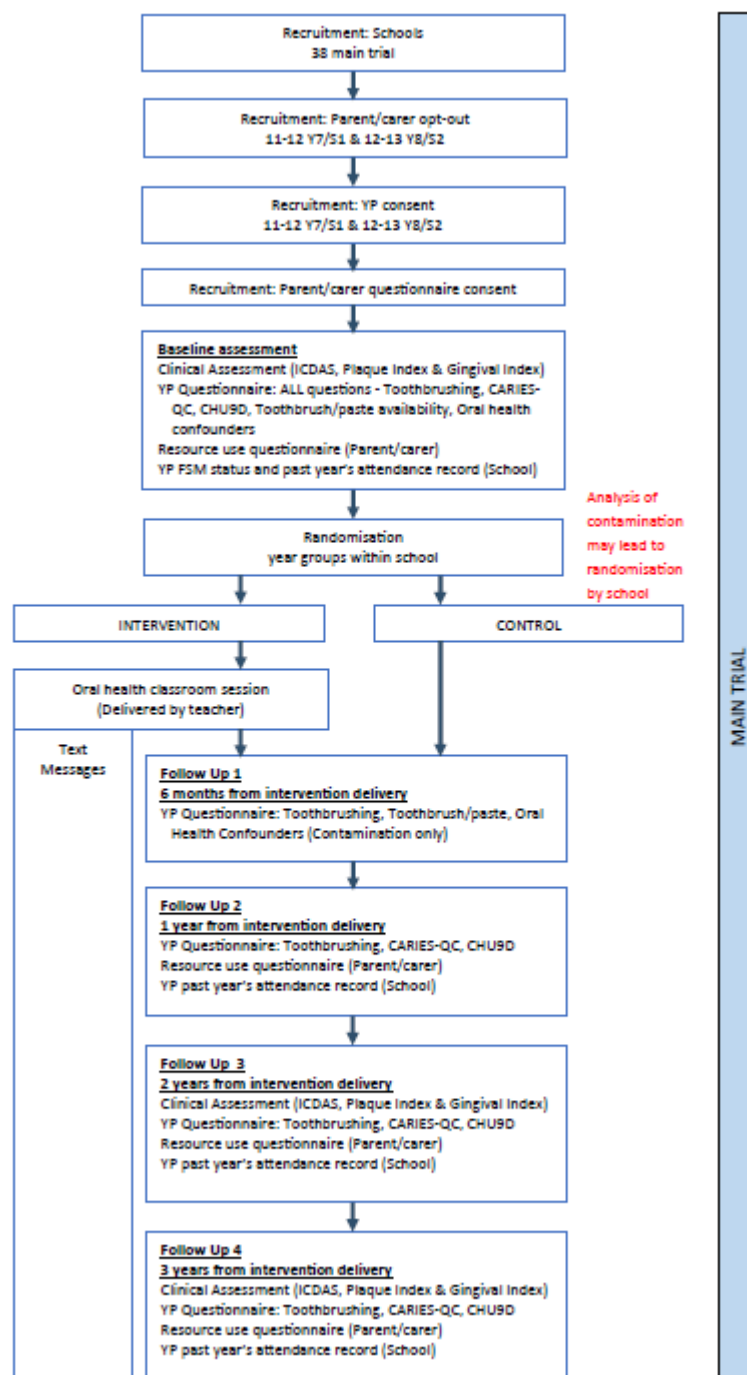 Recruitment: Schools
38 main trial
Recruitment: Parent/carer opt-out
11-12 Y7/S1 & 12-13 Y8/S2
Recruitment: YP consent
11-12 Y7/S1 & 12-13 Y8/S2
Recruitment: Parent/carer questionnaire consent
Baseline assessment
Clinical Assessment (ICDAS, Plaque Index & Gingival Index)
YP Questionnaire: ALL questions - Toothbrushing, CARIES-
QC, CHU9D, Toothbrush/paste availability, Oral health
confounders
Resource use questionnaire (Parent/carer)
YP FSM status and past year's attendance record (School)
Analysis of
contamination
may lead to
randomisation
by school
Randomisation
year groups within school
INTERVENTION
CONTROL
Oral health classroom session
(Delivered by teacher)
Text
Messages
Follow Up 1
6 months from intervention delivery
YP Questionnaire: Toothbrushing, Toothbrush/paste, Oral
Health Confounders (Contamination only)
Follow Up 2
1 year from intervention delivery
YP Questionnaire: Toothbrushing, CARIES-QC, CHU9D
Resource use questionnaire (Parent/carer)
YP past year's attendance record (School)
Follow Up 3
2 years from intervention delivery
Clinical Assessment (ICDAS, Plaque Index & Gingival Index)
YP Questionnaire: Toothbrushing, CARIES-QC, CHU9D
Resource use questionnaire (Parent/carer)
YP past year's attendance record (School)
Follow Up 4
3 years from intervention delivery
Clinical Assessment (ICDAS, Plaque Index & Gingival Index)
YP Questionnaire: Toothbrushing, CARIES-QC, CHU9D
Resource use questionnaire (Parent/carer)
YP past year's attendance record (School)
MAIN TRIAL